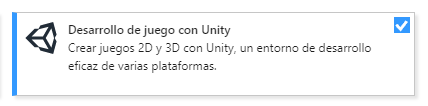 Desarrollo de juego con Unity
Crear juegos 2D y 3D con Unity, un entorno de desarrollo
eficaz de varias plataformas.